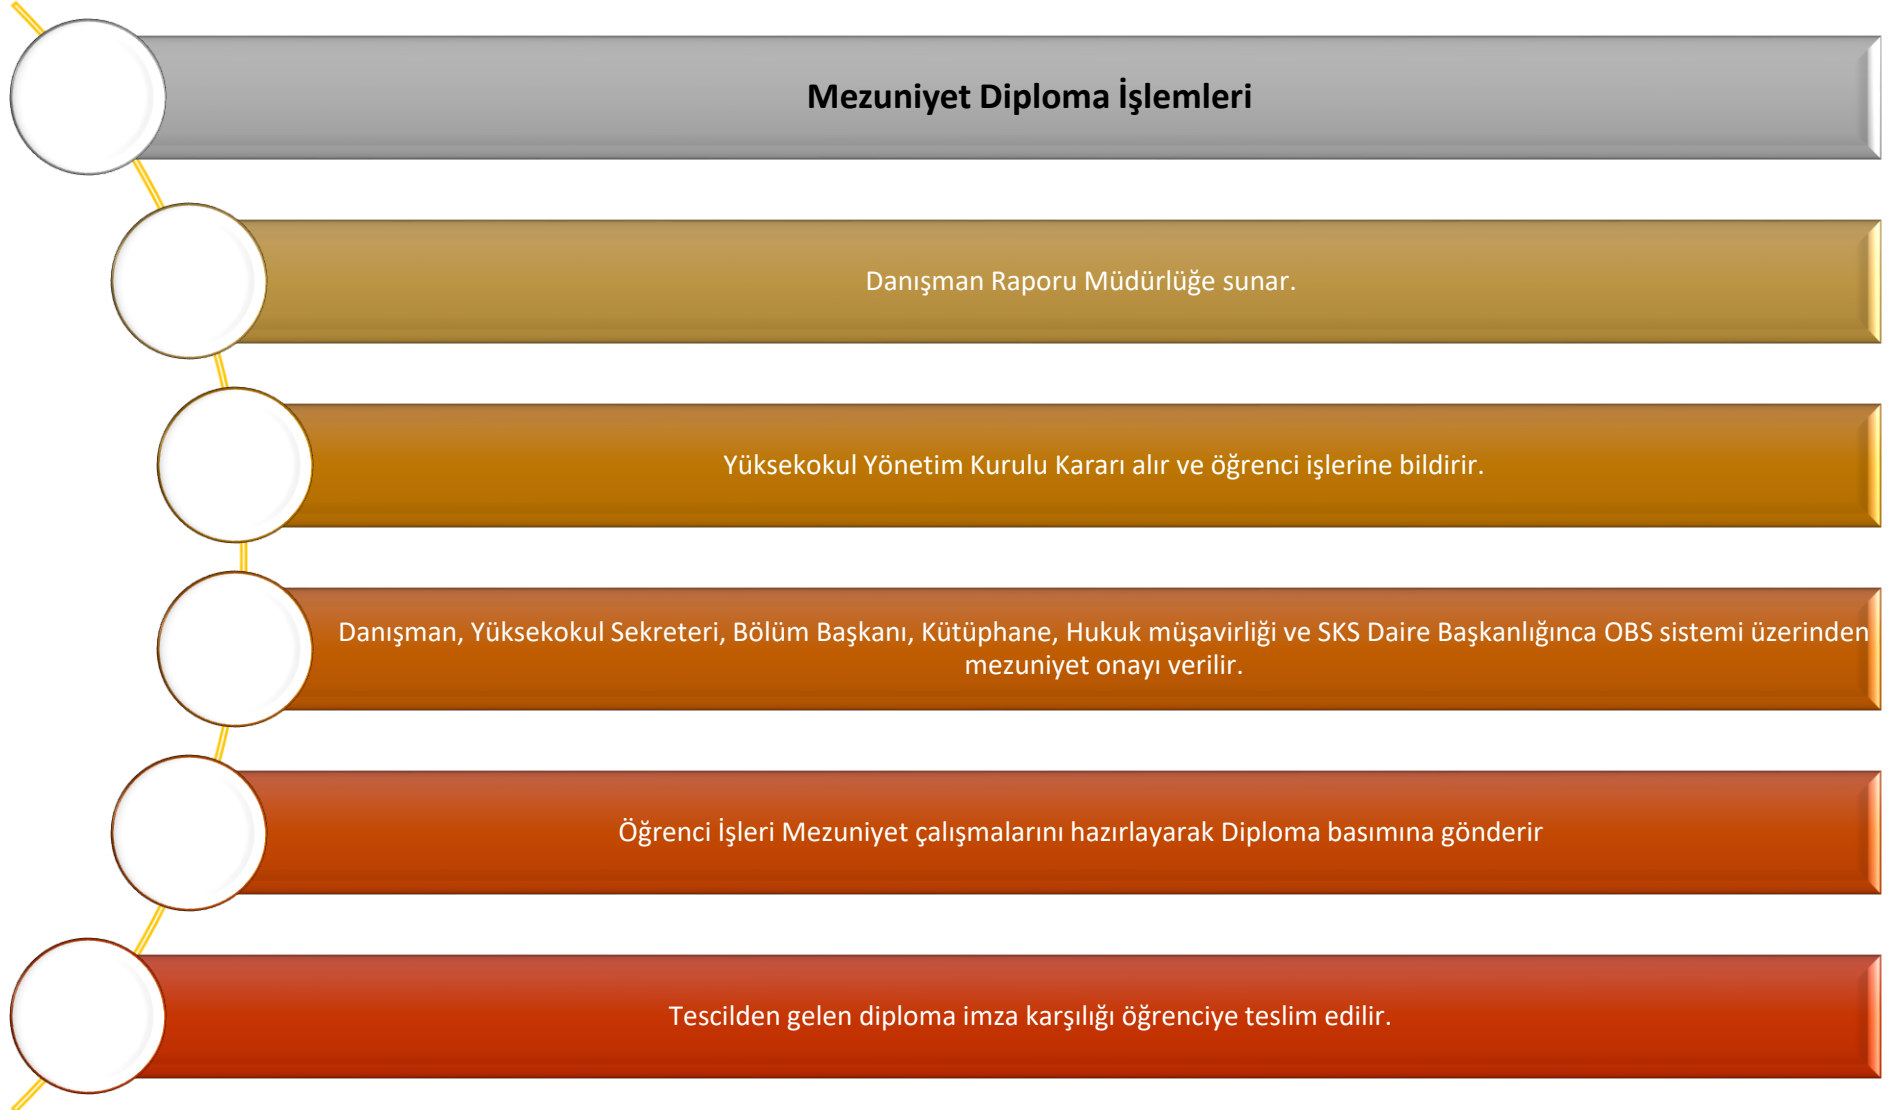 Mezuniyet Diploma İşlemleri
Danışman Raporu Müdürlüğe sunar.
Yüksekokul Yönetim Kurulu Kararı alır ve öğrenci işlerine bildirir.
Danışman, Yüksekokul Sekreteri, Bölüm Başkanı, Kütüphane, Hukuk müşavirliği ve SKS Daire Başkanlığınca OBS sistemi üzerinden
mezuniyet onayı verilir.
Öğrenci İşleri Mezuniyet çalışmalarını hazırlayarak Diploma basımına gönderir
Tescilden gelen diploma imza karşılığı öğrenciye teslim edilir.